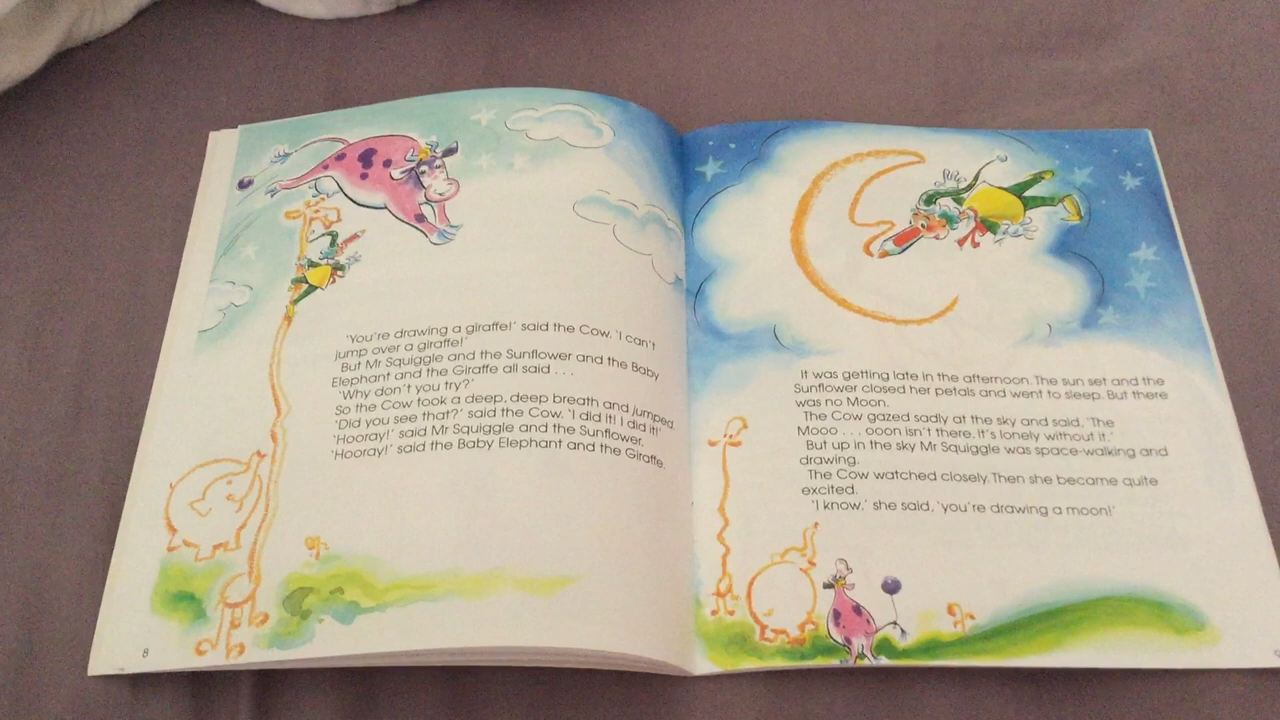 'You're drawing a giraffe!' said the Cow. 'I can't
jump over a giraffe!'
But Mr Squiggle and the Sunflower and the Baby
Elephant and the Giraffe all said . . .
'Why don't you try?'
So the Cow took a deep, deep breath and jumped.
'Did you see that?' said the Cow. 'I did it! I did it!'
'Hooray!' said Mr Squiggle and the Sunflower.
'Hooray!' said the Baby Elephant and the Giraffe.
8
It was getting late in the afternoon. The sun set and the
Sunflower closed her petals and went to sleep. But there
was no Moon.
The Cow gazed sadly at the sky and said, 'The
Mooo . . . ooon isn't there. It's lonely without it.'
But up in the sky Mr Squiggle was space-walking and
drawing.
The Cow watched closely. Then she became quite
excited.
'I know,' she said, 'you're drawing a moon!'